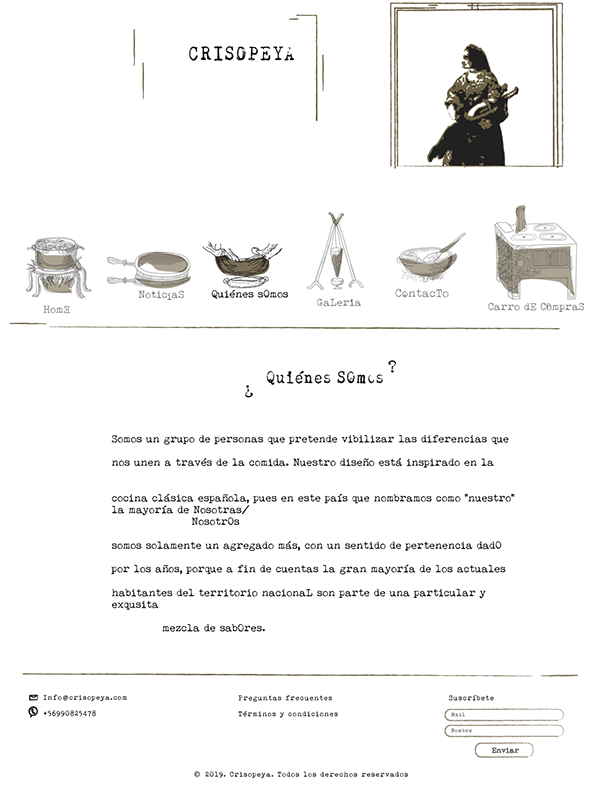 CRISOPEYA
HomE
NoticiaS
Quiénes sOmos
GaLería
ContacTo
Carro dE COmpraS
¿ Quiénes SOmos ?
Somos un grupo de personas que pretende vibilizar las diferencias que
nos unen a través de la comida. Nuestro diseño está inspirado en la
cocina clásica española, pues en este país que nombramos como "nuestro"
la mayoría de Nosotras/
NosotrOs
somos solamente un agregado más, con un sentido de pertenencia dadO
por los años, porque a fin de cuentas la gran mayoría de los actuales
habitantes del territorio nacionaL son parte de una particular y
exqusita
mezcla de sabOres.
Info@crisopeya.com
+56990825478
Preguntas frecuentes
Términos y condiciones
Suscríbete
Mail
Nombre
Enviar
© 2019. Crisopeya. Todos los derechos reservados